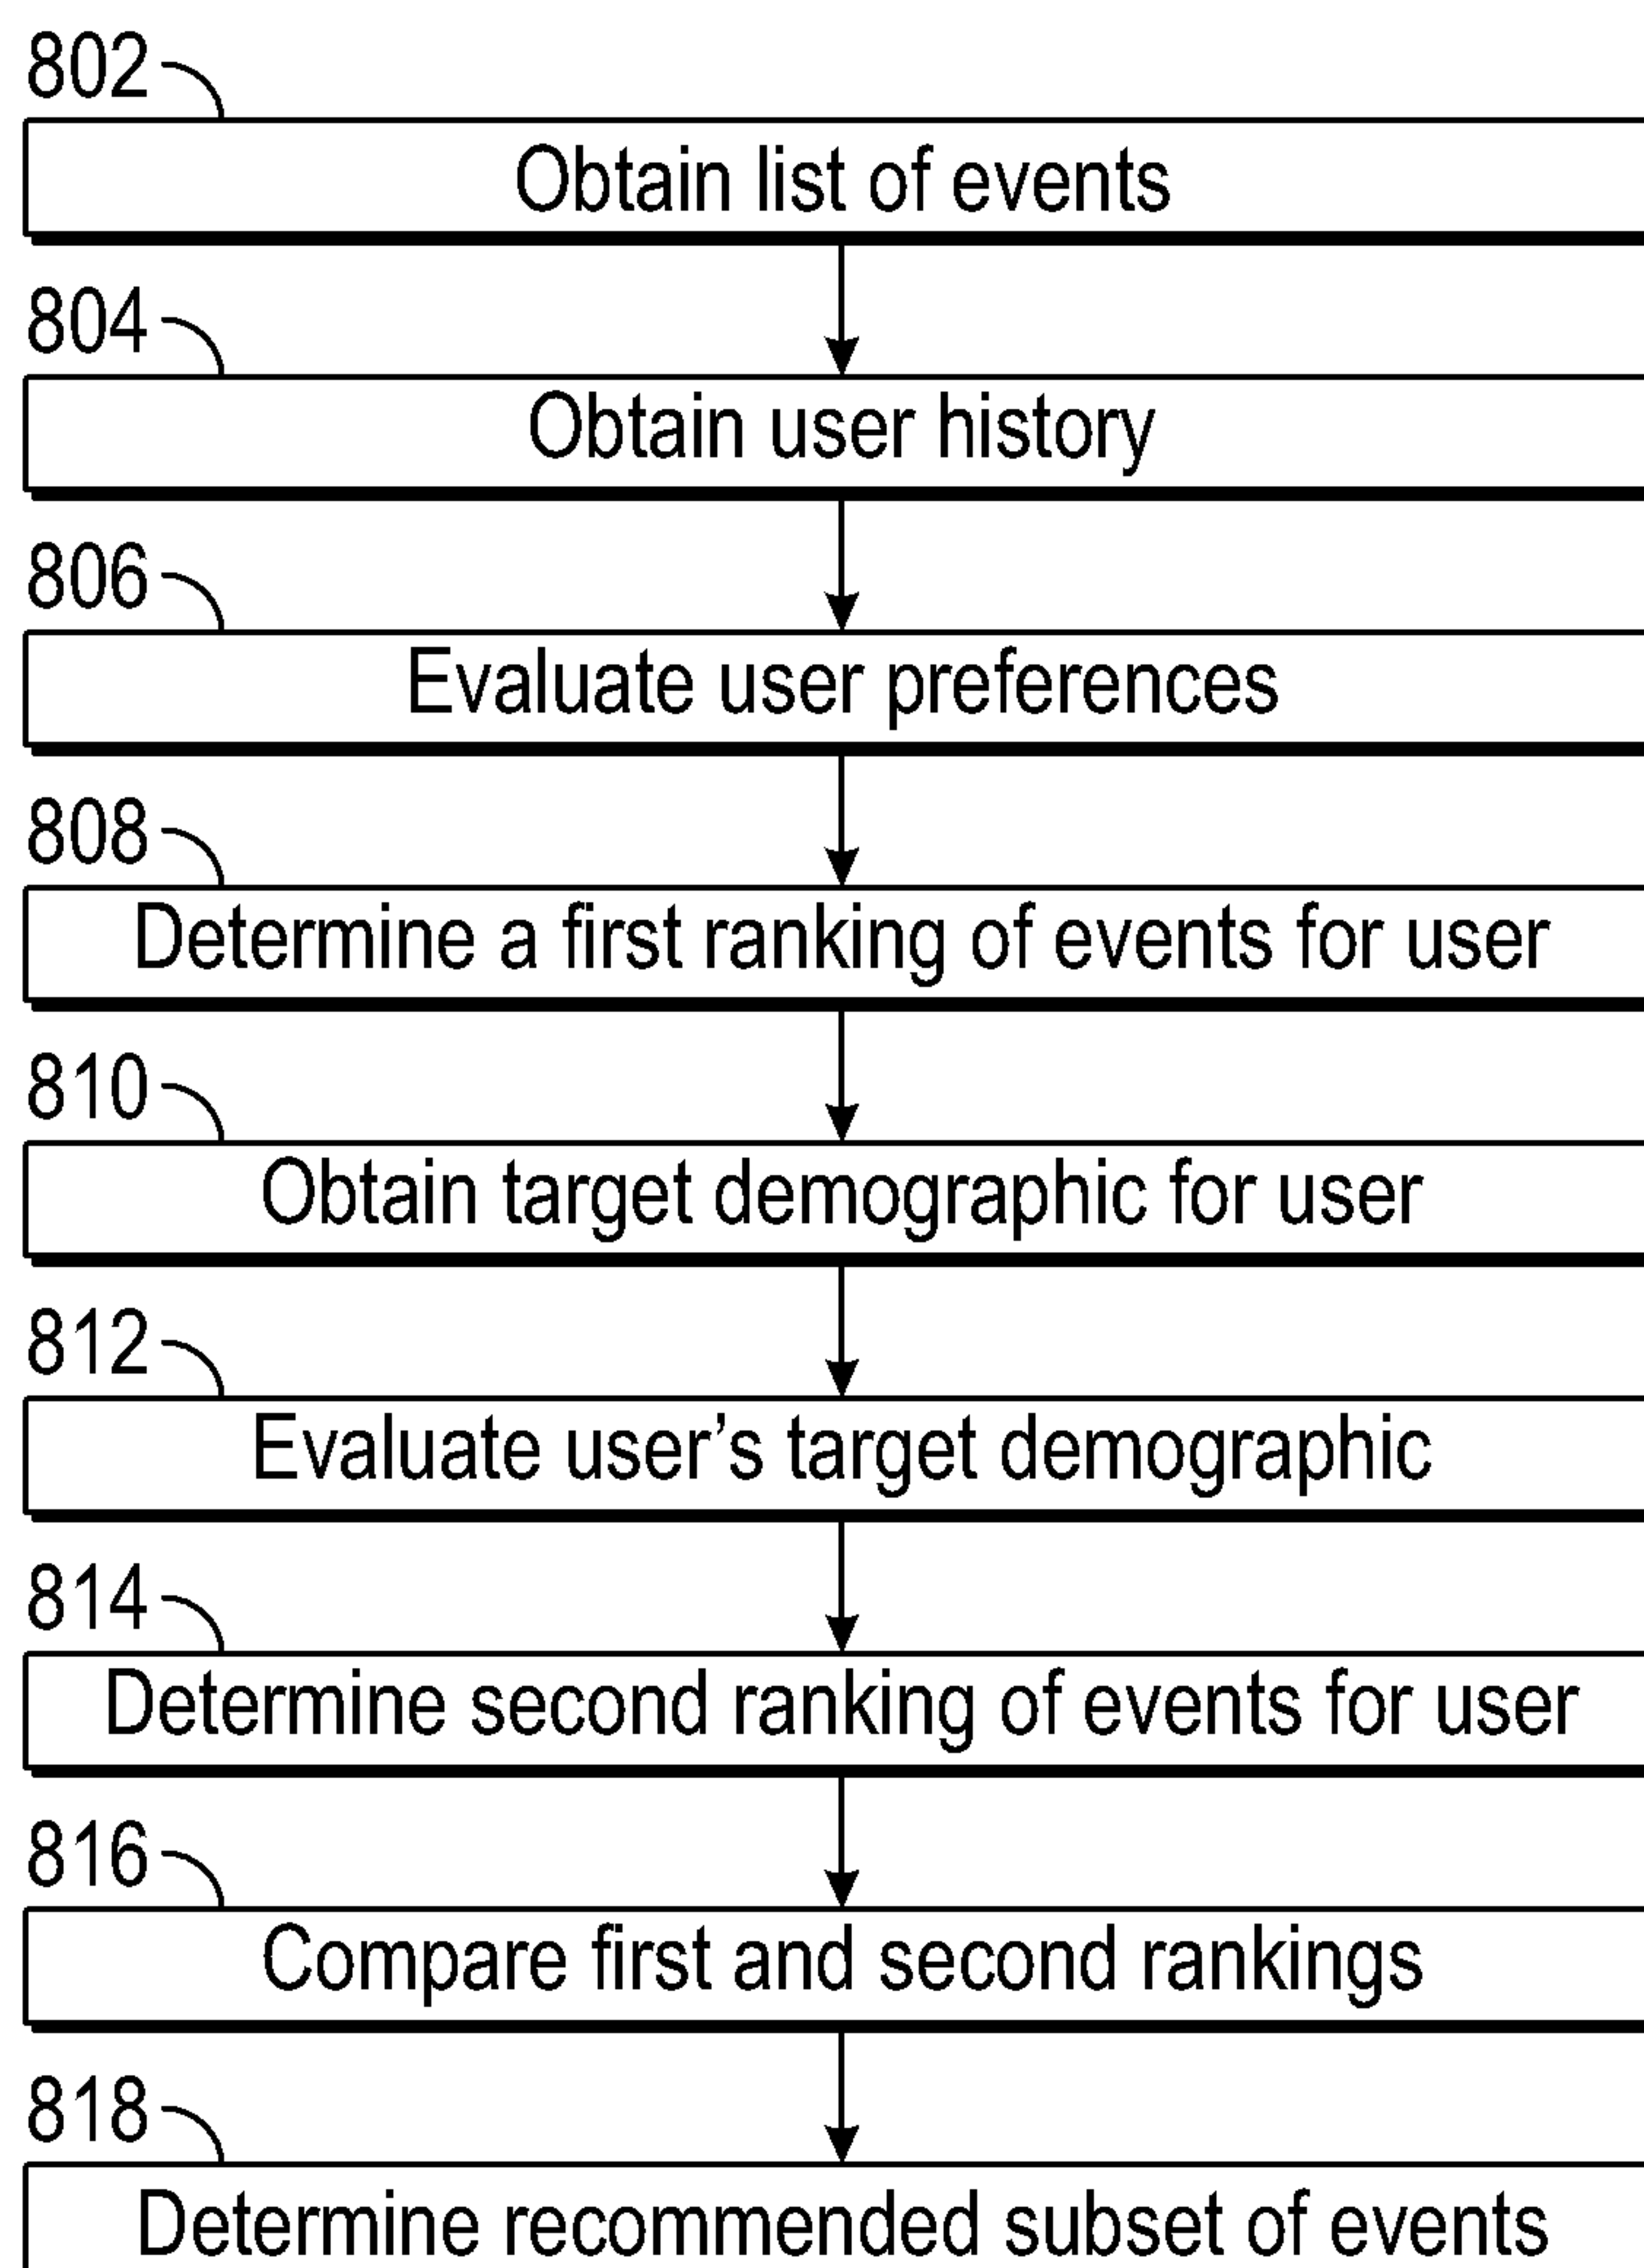 802
Obtain list of events
804
Obtain user history
806
Evaluate user preferences
808
Determine a first ranking of events for user
810
Obtain target demographic for user
812
Evaluate user’s target demographic
814
Determine second ranking of events for user
816
Compare first and second rankings
818
Determine recommended subset of events